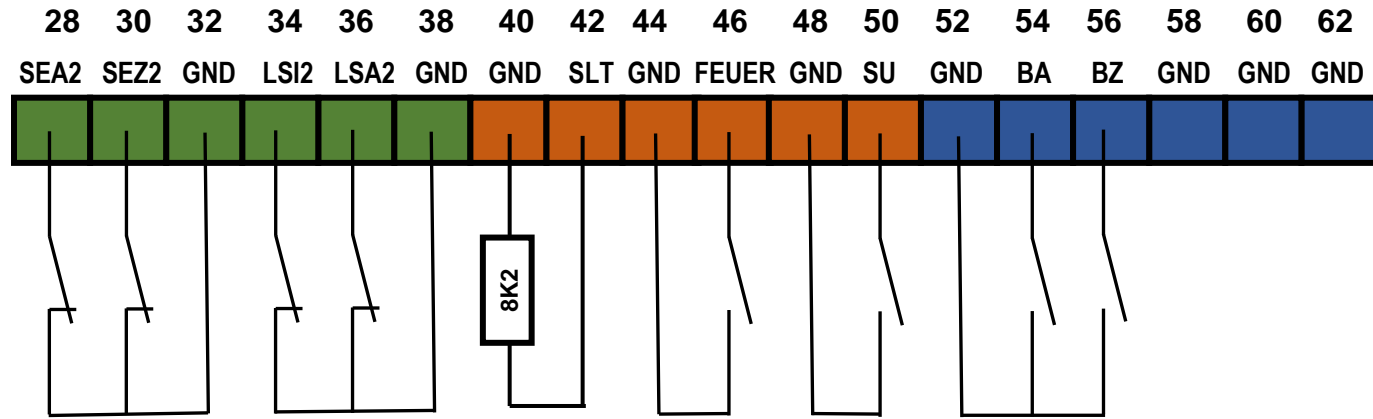 28 30 32 34 36 38 40 42 44 46 48 50 52 54 56 58 60 62
SEA2 SEZ2 GND LSI2 LSA2 GND GND SLT GND FEUER GND SU GND BA BZ GND GND GND
8K2